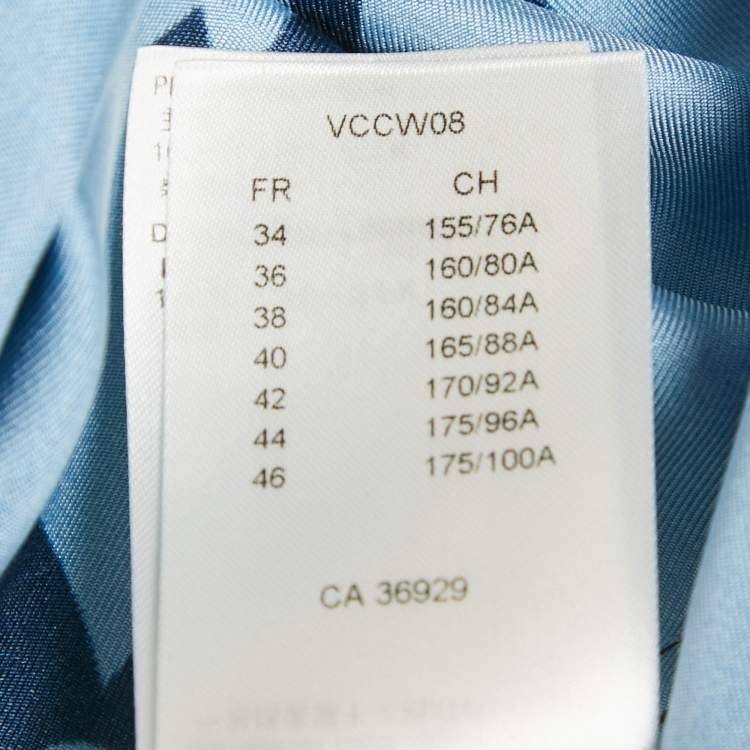 VCCW08
FR CH
34 155/76A
36 160/80A
38 160/84A
40 165/88A
42 170/92A
44 175/96A
46 175/100A
CA 36929